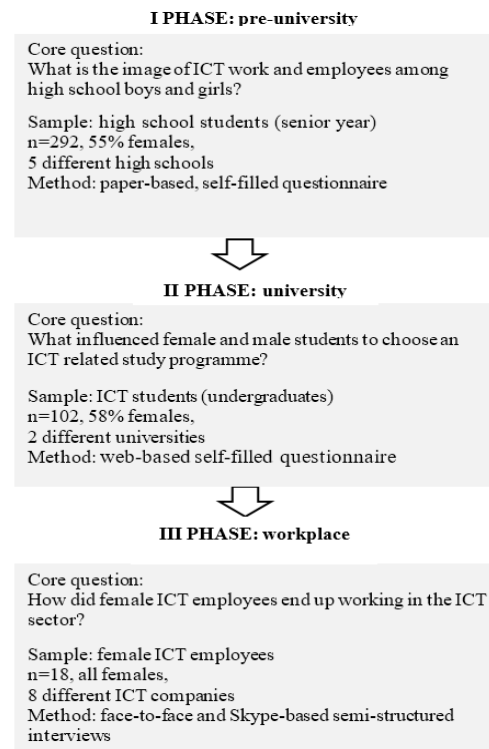 I PHASE: pre-university
Core question:
What is the image of ICT work and employees among
high school boys and girls?
Sample: high school students (senior year)
n=292, 55% females,
5 different high schools
Method: paper-based, self-filled questionnaire
II PHASE: university
Core question:
What influenced female and male students to choose an
ICT related study programme?
Sample: ICT students (undergraduates)
n=102, 58% females,
2 different universities
Method: web-based self-filled questionnaire
III PHASE: workplace
Core question:
How did female ICT employees end up working in the ICT
sector?
Sample: female ICT employees
n=18, all females,
8 different ICT companies
Method: face-to-face and Skype-based semi-structured
interviews